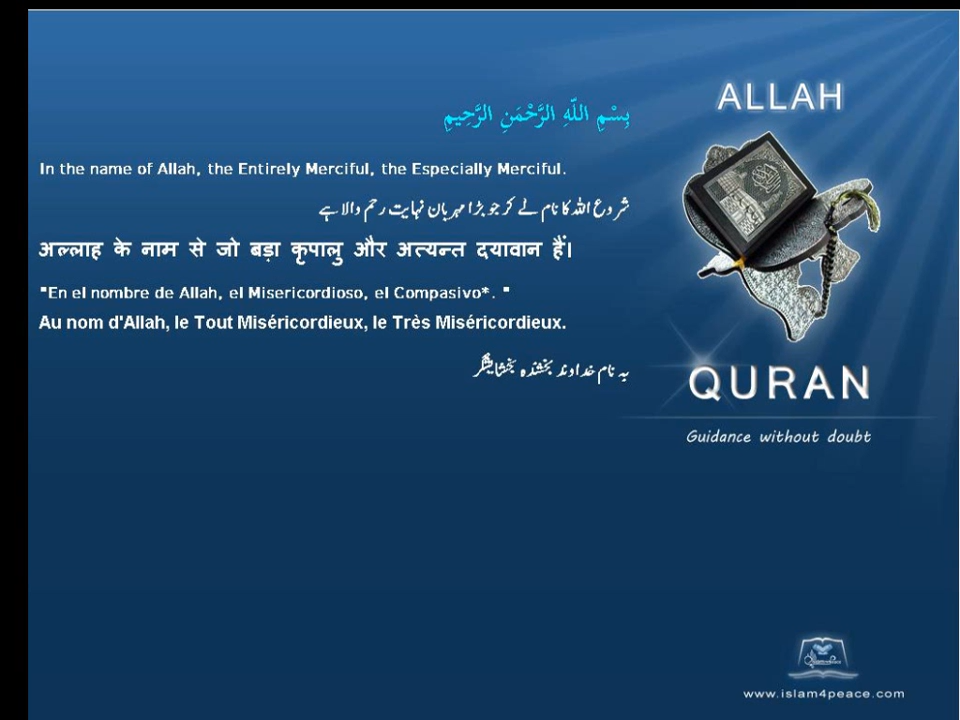 بِسْمِ اللّهِ الرَّحْمَنِ الرَّحِيمِ
In the name of Allah, the Entirely Merciful, the Especially Merciful.
شروع الله کا نام لے کر جو بڑا مہربان نہایت رحم والا ہے
अल्लाह के नाम से जो बड़ा कृपालु और अत्यन्त दयावान हैं।
"En el nombre de Allah, el Misericordioso, el Compasivo*. "
Au nom d'Allah, le Tout Miséricordieux, le Très Miséricordieux.
به نام خداوند بخشنده بخشایشگر
ALLAH
QURAN
Guidance without doubt
www.islam4peace.com